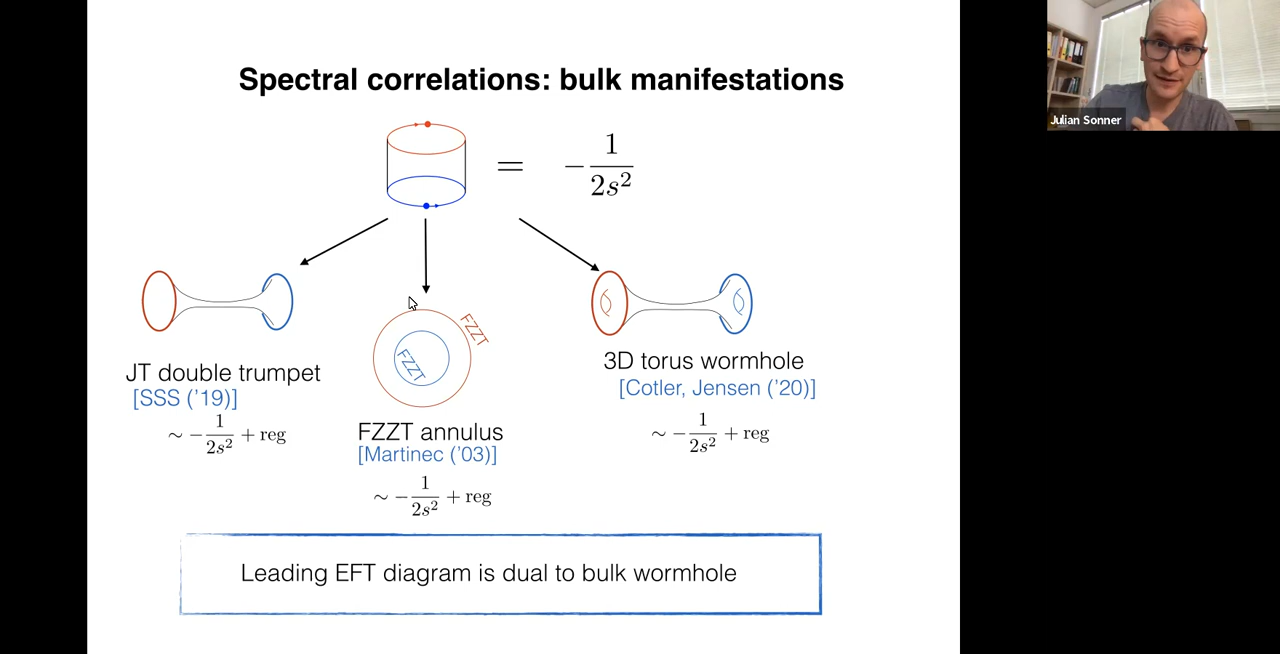 Spectral correlations: bulk manifestations
= − 1/2s²
JT double trumpet
[SSS ('19)]
∼ − 1/2s² + reg
FZZT
FZZT
FZZT annulus
[Martinec ('03)]
∼ − 1/2s² + reg
3D torus wormhole
[Cotler, Jensen ('20)]
∼ − 1/2s² + reg
Leading EFT diagram is dual to bulk wormhole
Julian Sonner